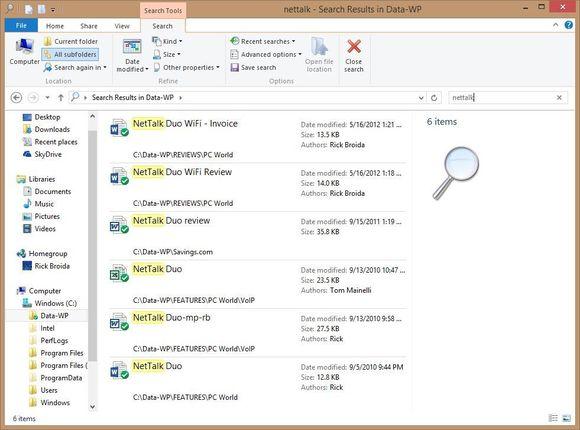 Search Tools
nettalk - Search Results in Data-WP
File Home Share View Search
Computer
Current folder
All subfolders
Search again in
Location
Date modified
Kind
Size
Other properties
Refine
Recent searches
Advanced options
Save search
Open file location
Options
Close search
Search Results in Data-WP
nettalk
Desktop
Downloads
Recent places
SkyDrive
Libraries
Documents
Music
Pictures
Videos
Homegroup
Rick Broida
Computer
Windows (C:)
Data-WP
Intel
PerfLogs
Program Files
Program Files (
ProgramData
Users
Windows
NetTalk Duo WiFi - Invoice
C:\Data-WP\REVIEWS\PC World
Date modified: 5/16/2012 1:21 ...
Size: 13.5 KB
Authors: Rick Broida
NetTalk Duo WiFi Review
C:\Data-WP\REVIEWS\PC World
Date modified: 5/16/2012 1:18 ...
Size: 14.0 KB
Authors: Rick Broida
NetTalk Duo review
C:\Data-WP\Savings.com
Date modified: 9/15/2011 1:19 ...
Size: 35.8 KB
NetTalk Duo
C:\Data-WP\FEATURES\PC World\VoIP
Date modified: 9/13/2010 10:47 ...
Size: 23.5 KB
Authors: Tom Mainelli
NetTalk Duo-mp-rb
C:\Data-WP\FEATURES\PC World\VoIP
Date modified: 9/13/2010 9:58 ...
Size: 27.5 KB
Authors: Rick
NetTalk Duo
C:\Data-WP\FEATURES\PC World
Date modified: 9/5/2010 9:44 PM
Size: 12.8 KB
Authors: Rick
6 items
6 items